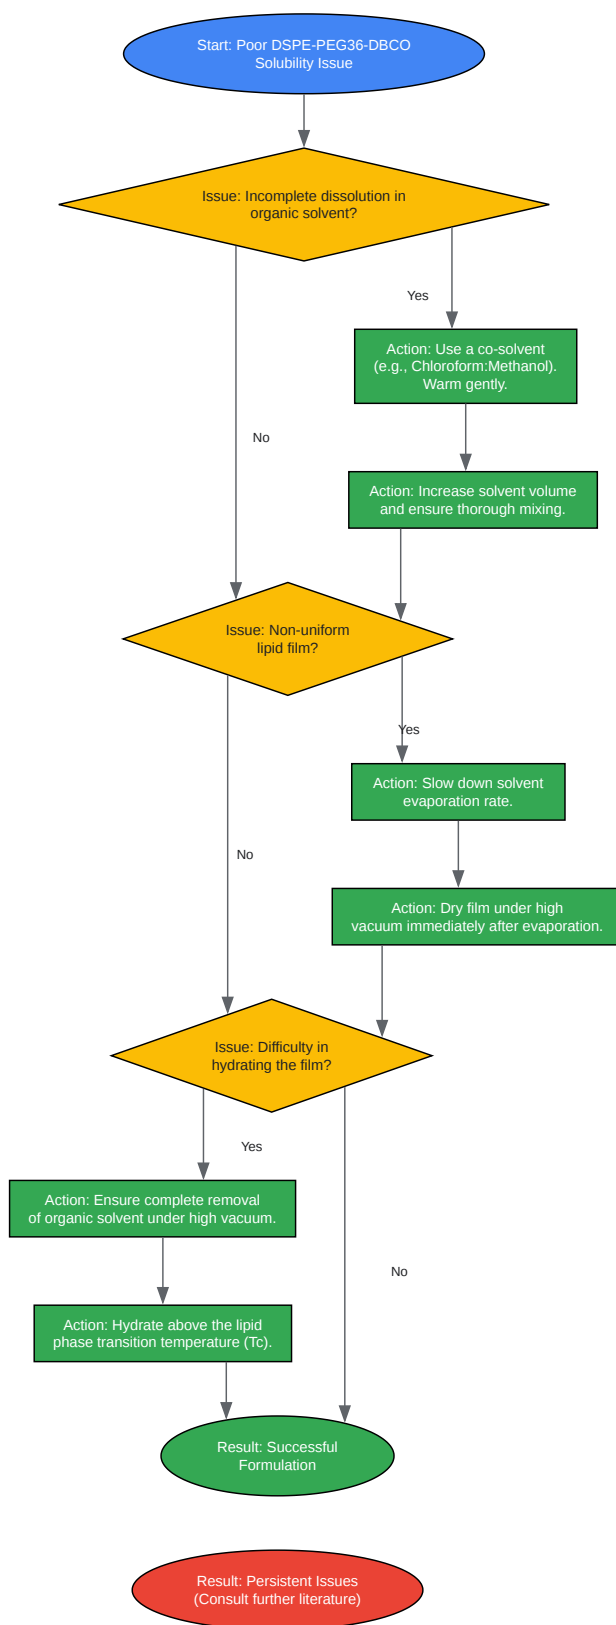 Start: Poor DSPE-PEG36-DBCO
Solubility Issue
Issue: Incomplete dissolution in
organic solvent?
Yes
Action: Use a co-solvent
(e.g., Chloroform:Methanol).
Warm gently.
No
Action: Increase solvent volume
and ensure thorough mixing.
Issue: Non-uniform
lipid film?
Yes
Action: Slow down solvent
evaporation rate.
No
Action: Dry film under high
vacuum immediately after evaporation.
Issue: Difficulty in
hydrating the film?
Yes
Action: Ensure complete removal
of organic solvent under high vacuum.
No
Action: Hydrate above the lipid
phase transition temperature (Tc).
Result: Successful
Formulation
Result: Persistent Issues
(Consult further literature)